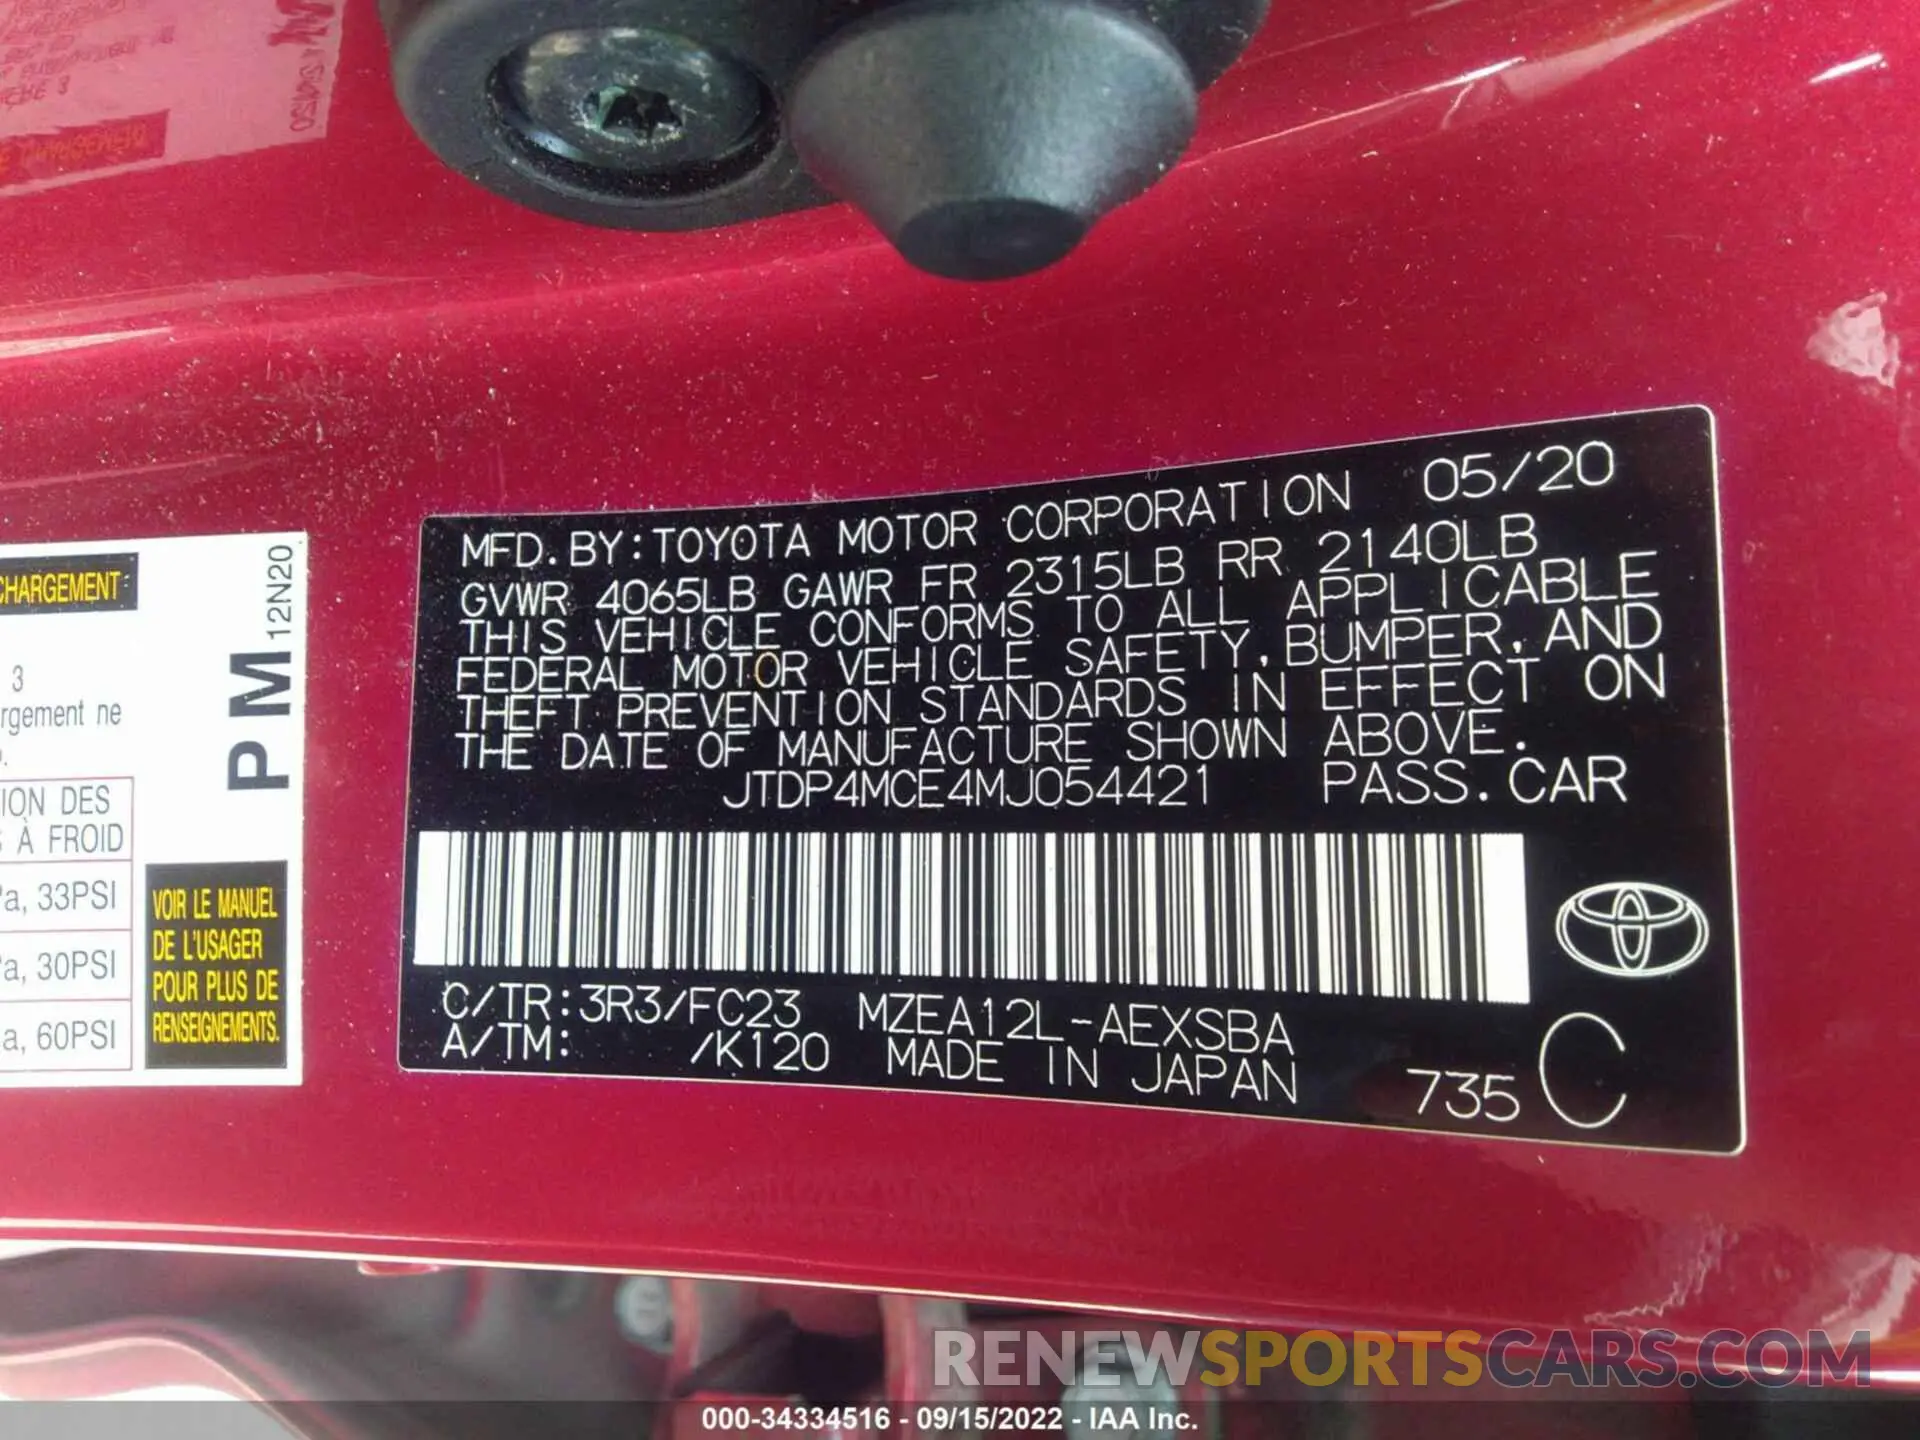 MFD. BY: TOYOTA MOTOR CORPORATION 05/20
GVWR 4065LB GAWR FR 2315LB RR 2140LB
THIS VEHICLE CONFORMS TO ALL APPLICABLE
FEDERAL MOTOR VEHICLE SAFETY, BUMPER, AND
THEFT PREVENTION STANDARDS IN EFFECT ON
THE DATE OF MANUFACTURE SHOWN ABOVE.
JTDP4MCE4MJ054421 PASS. CAR
C/TR: 3R3/FC23 MZEA12L-AEXSBA
A/TM: /K120 MADE IN JAPAN
735 C
CHARGEMENT
3
rgement ne
ION DES
À FROID
Pa, 33PSI
Pa, 30PSI
a, 60PSI
PM 12N20
VOIR LE MANUEL
DE L'USAGER
POUR PLUS DE
RENSEIGNEMENTS.
RENEWSPORTSCARS.COM
000-34334516 - 09/15/2022 - IAA Inc.